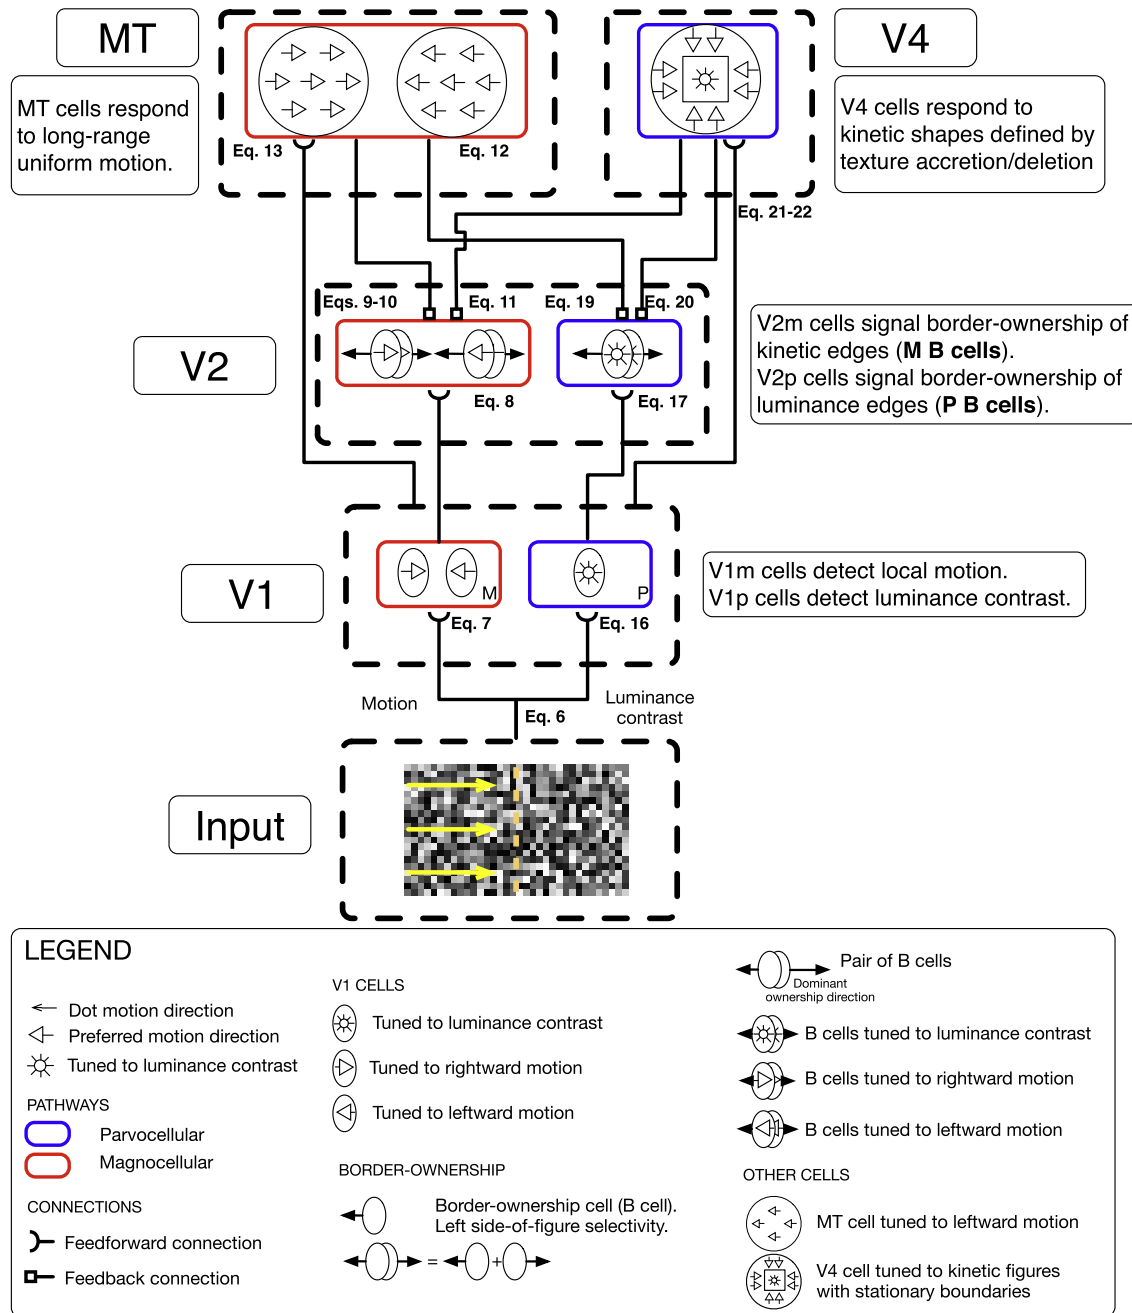 MT
V4
MT cells respond
to long-range
uniform motion.
V4 cells respond to
kinetic shapes defined by
texture accretion/deletion
Eq. 13
Eq. 12
Eq. 21-22
Eqs. 9-10
Eq. 11
Eq. 19
Eq. 20
V2
V2m cells signal border-ownership of
kinetic edges (M B cells).
V2p cells signal border-ownership of
luminance edges (P B cells).
Eq. 8
Eq. 17
V1
M
P
V1m cells detect local motion.
V1p cells detect luminance contrast.
Eq. 7
Eq. 16
Motion
Luminance
contrast
Eq. 6
Input
LEGEND
Dot motion direction
Preferred motion direction
Tuned to luminance contrast
PATHWAYS
Parvocellular
Magnocellular
CONNECTIONS
Feedforward connection
Feedback connection
V1 CELLS
Tuned to luminance contrast
Tuned to rightward motion
Tuned to leftward motion
BORDER-OWNERSHIP
Border-ownership cell (B cell).
Left side-of-figure selectivity.
= +
Pair of B cells
Dominant
ownership direction
B cells tuned to luminance contrast
B cells tuned to rightward motion
B cells tuned to leftward motion
OTHER CELLS
MT cell tuned to leftward motion
V4 cell tuned to kinetic figures
with stationary boundaries